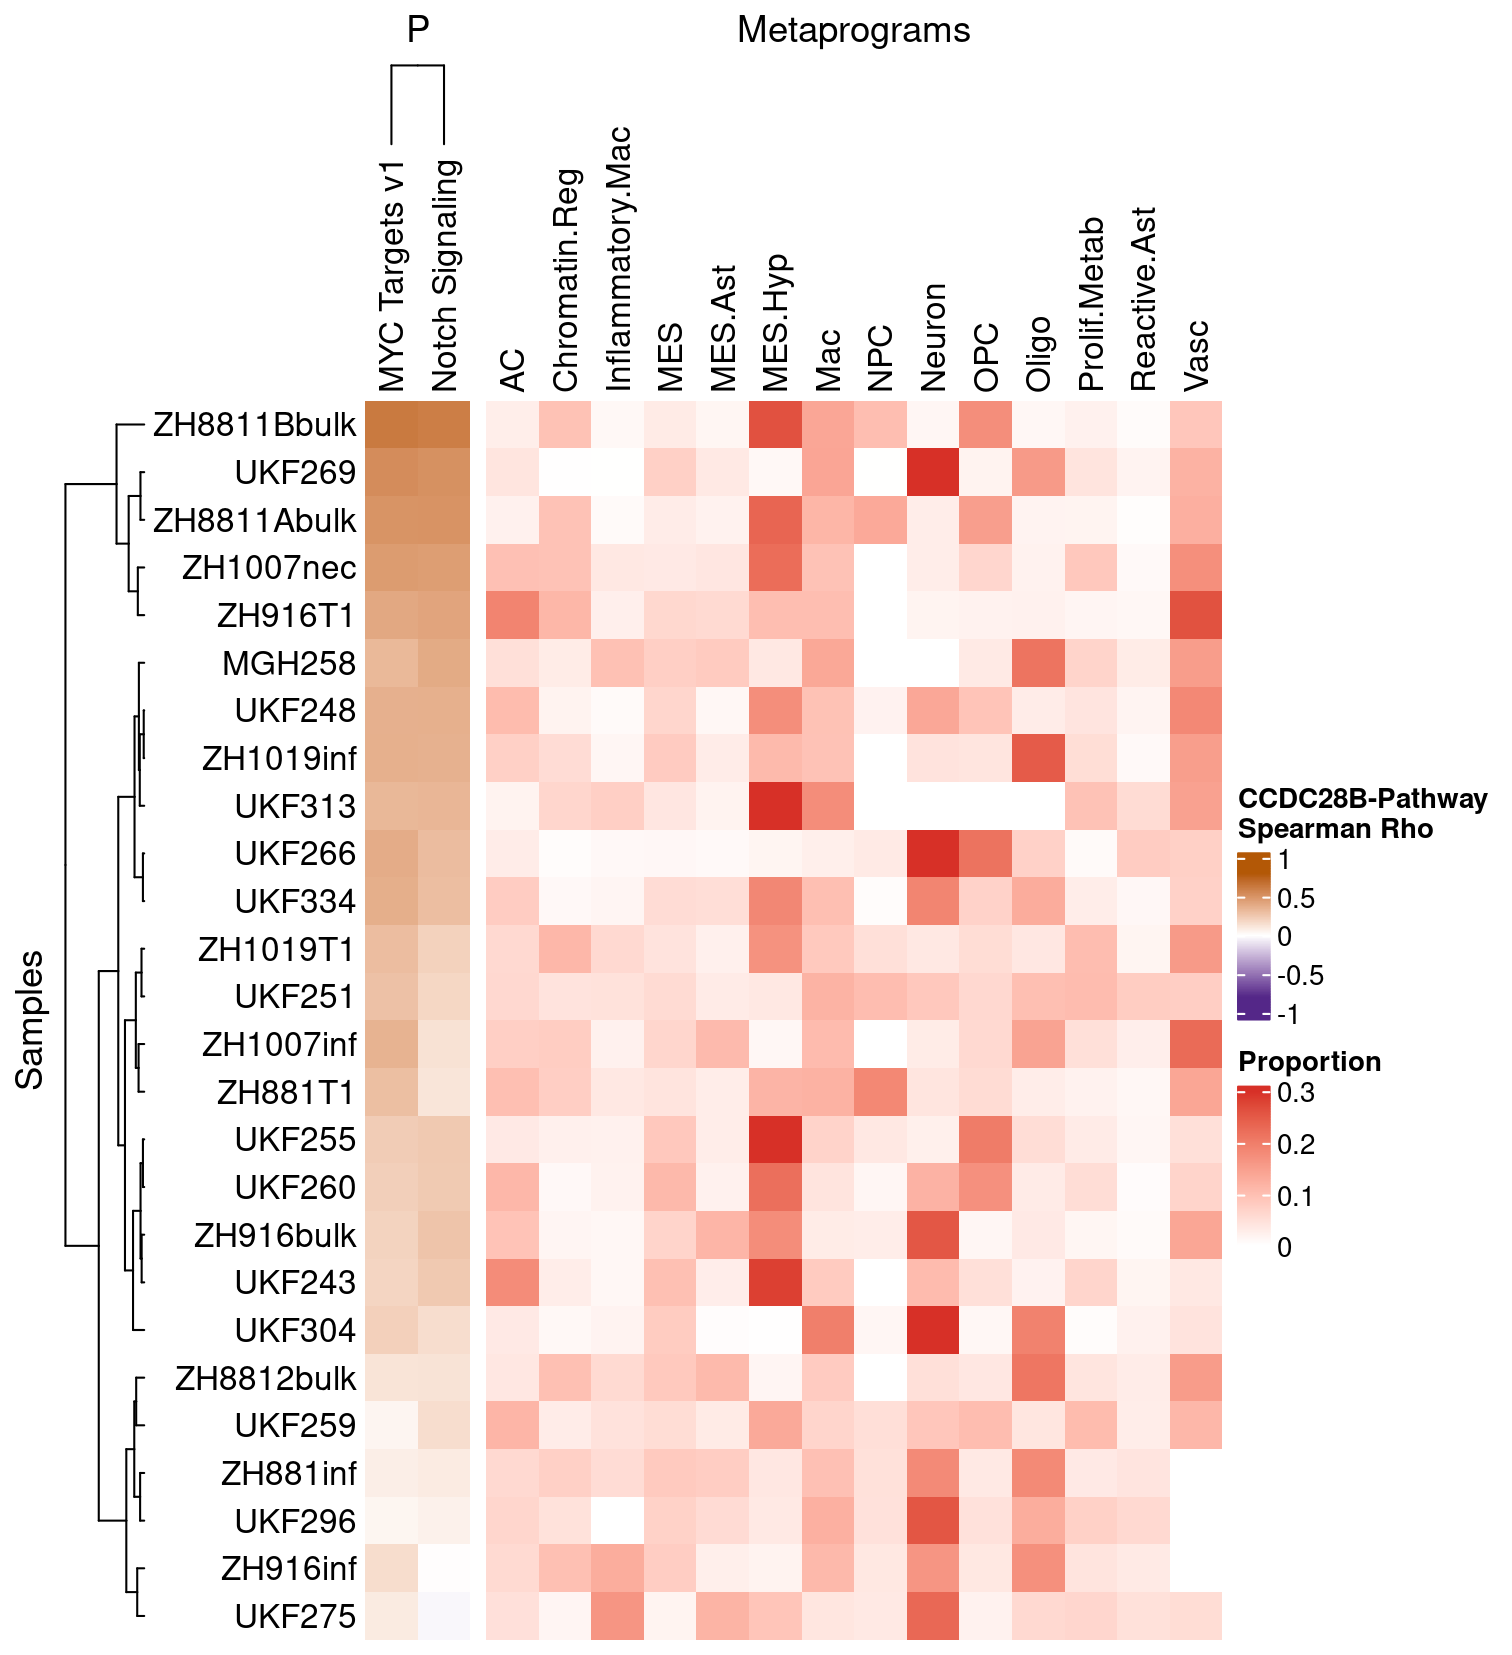 P
Metaprograms
MYC Targets v1
Notch Signaling
AC
Chromatin.Reg
Inflammatory.Mac
MES
MES.Ast
MES.Hyp
Mac
NPC
Neuron
OPC
Oligo
Prolif.Metab
Reactive.Ast
Vasc
Samples
ZH8811Bbulk
UKF269
ZH8811Abulk
ZH1007nec
ZH916T1
MGH258
UKF248
ZH1019inf
UKF313
UKF266
UKF334
ZH1019T1
UKF251
ZH1007inf
ZH881T1
UKF255
UKF260
ZH916bulk
UKF243
UKF304
ZH8812bulk
UKF259
ZH881inf
UKF296
ZH916inf
UKF275
CCDC28B-Pathway
Spearman Rho
1
0.5
0
-0.5
-1
Proportion
0.3
0.2
0.1
0